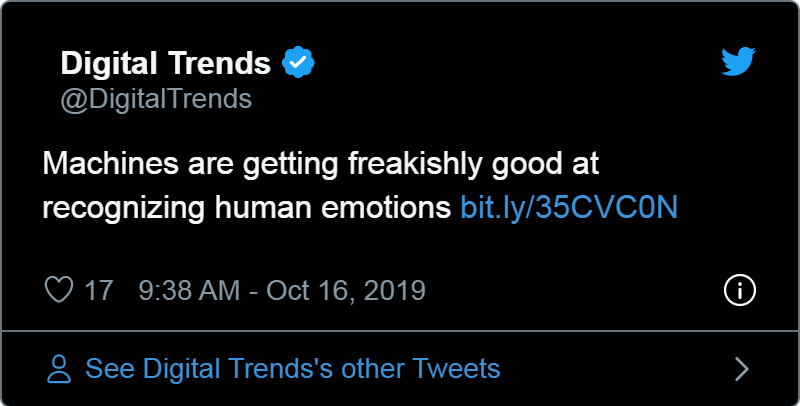 Digital Trends
@DigitalTrends
Machines are getting freakishly good at
recognizing human emotions bit.ly/35CVC0N
17 9:38 AM - Oct 16, 2019
See Digital Trends's other Tweets